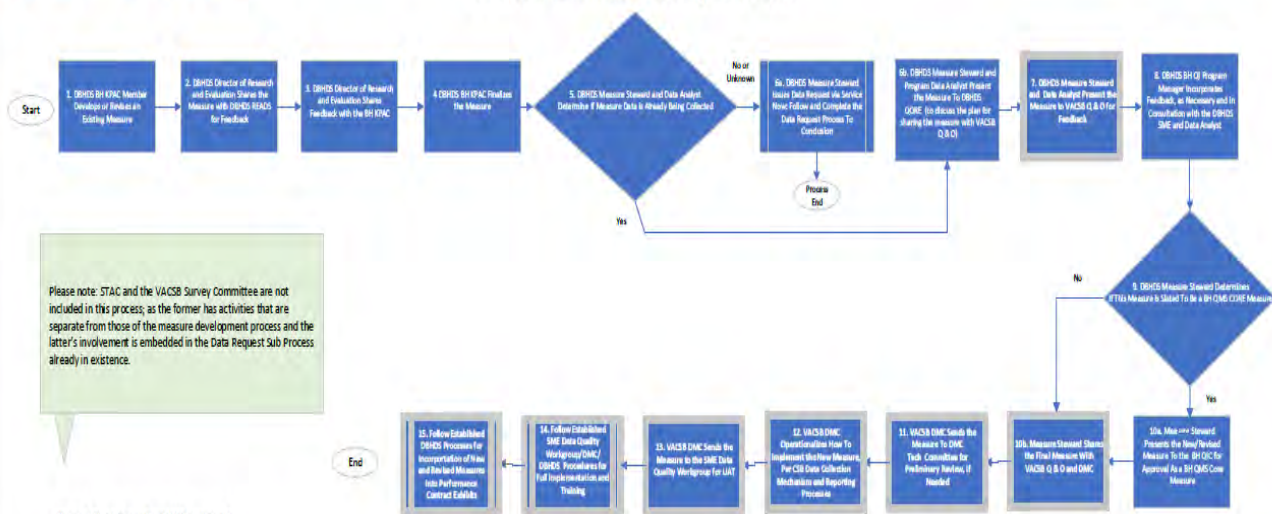 Start
1. DBHDS BH KPAC Member
Develops or Revises an
Existing Measure
2. DBHDS Director of Research
and Evaluation Shares the
Measure with DBHDS READS
for Feedback
3. DBHDS Director of Research
and Evaluation Shares
Feedback with the BH KPAC
4 DBHDS BH KPAC Finalizes
the Measure
5. DBHDS Measure Steward and Data Analyst
Determine if Measure Data is Already Being Collected
No or
Unknown
Yes
6a. DBHDS Measure Steward
Issues Data Request via Service
Now: Follow and Complete the
Data Request Process To
Conclusion
Process
End
6b. DBHDS Measure Steward and
Program Data Analyst Present
the Measure To DBHDS
(to discuss the plan for
sharing the measure with VACSB
Q & O)
7. DBHDS Measure Steward
and Data Analyst Present the
Measure to VACSB Q & O for
Feedback
8. DBHDS BH QI Program
Manager Incorporates
Feedback, as Necessary and In
Consultation with the DBHDS
SME and Data Analyst
9. DBHDS Measure Steward Determines
If This Measure Is Slated To Be a BH QMS CORE Measure
No
Yes
10a. Measure Steward
Presents the New/Revised
Measure To the BH QIC for
Approval As a BH QMS Core
Measure
10b. Measure Steward Shares
the Final Measure With
VACSB Q & O and DMC
11. VACSB DMC Sends the
Measure To DMC
Tech Committee for
Preliminary Review, if
Needed
12. VACSB DMC
Operationalizes How To
Implement the New Measure,
Per CSB Data Collection
Mechanism and Reporting
Processes
13. VACSB DMC Sends the
Measure to the SME Data
Quality Workgroup for UAT
14. Follow Established
SME Data Quality
Workgroup/DMC/
DBHDS Procedures for
Full Implementation and
Training
15. Follow Established
DBHDS Processes for
Incorporation of New
and Revised Measures
Into Performance
Contract Exhibits
End
Please note: STAC and the VACSB Survey Committee are not
included in this process; as the former has activities that are
separate from those of the measure development process and the
latter's involvement is embedded in the Data Request Sub Process
already in existence.